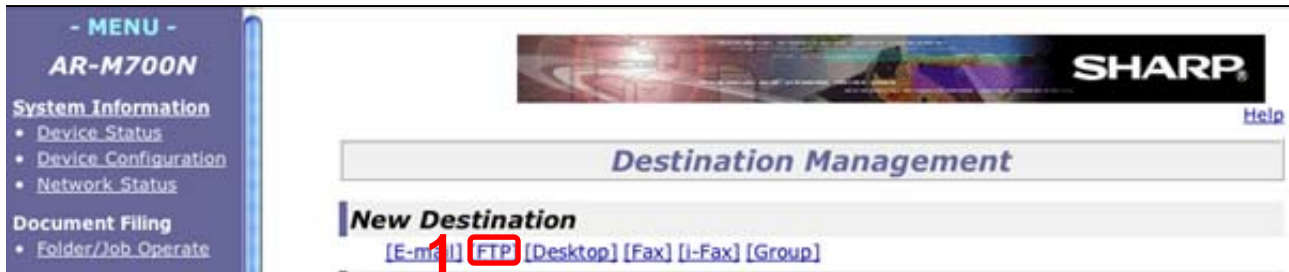 - MENU -
AR-M700N
System Information
• Device Status
• Device Configuration
• Network Status
Document Filing
• Folder/Job Operate
SHARP®
Help
Destination Management
New Destination
[E-mail] [FTP] [Desktop] [Fax] [i-Fax] [Group]
1